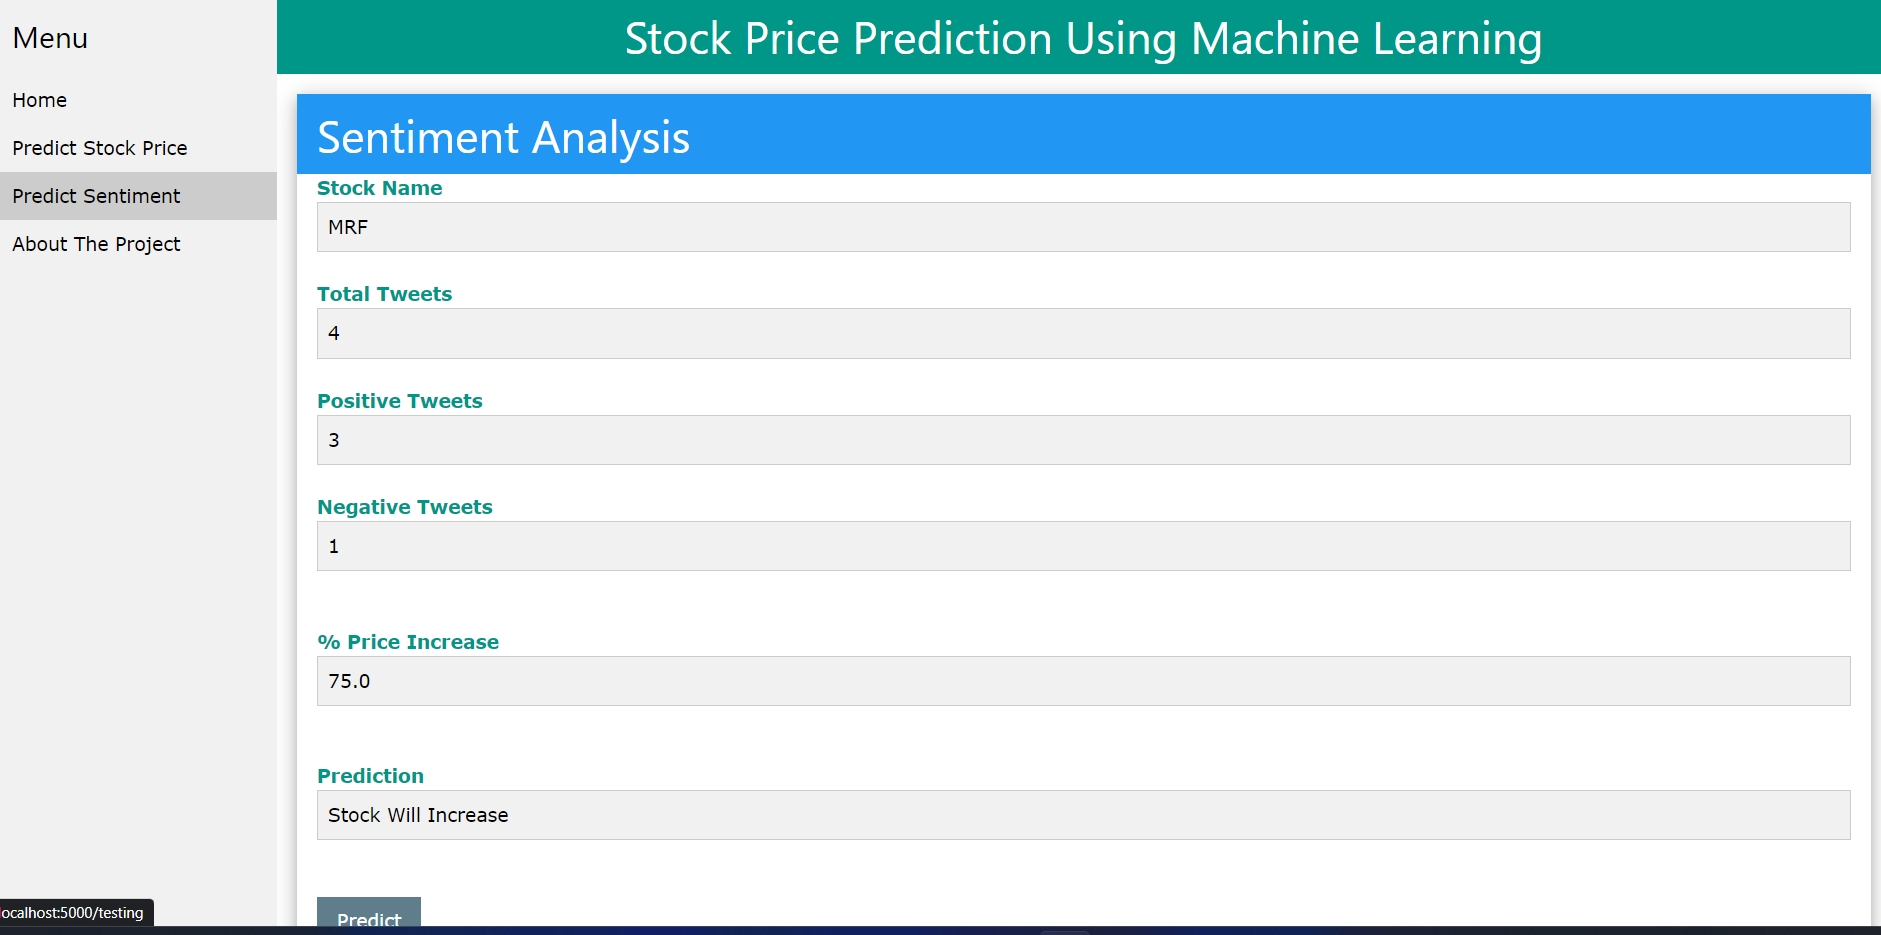 Menu
Home
Predict Stock Price
Predict Sentiment
About The Project
Stock Price Prediction Using Machine Learning
Sentiment Analysis
Stock Name
MRF
Total Tweets
4
Positive Tweets
3
Negative Tweets
1
% Price Increase
75.0
Prediction
Stock Will Increase
Predict
localhost:5000/testing